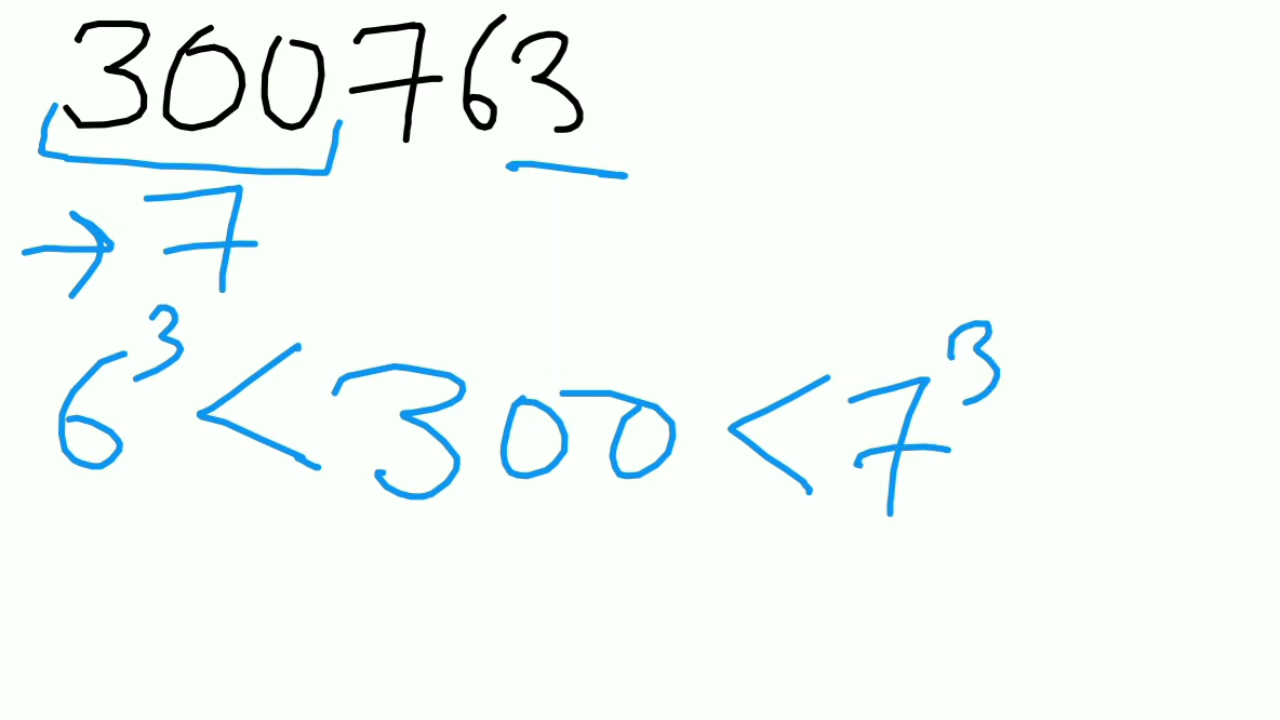 300763
→ 7
6³ < 300 < 7³